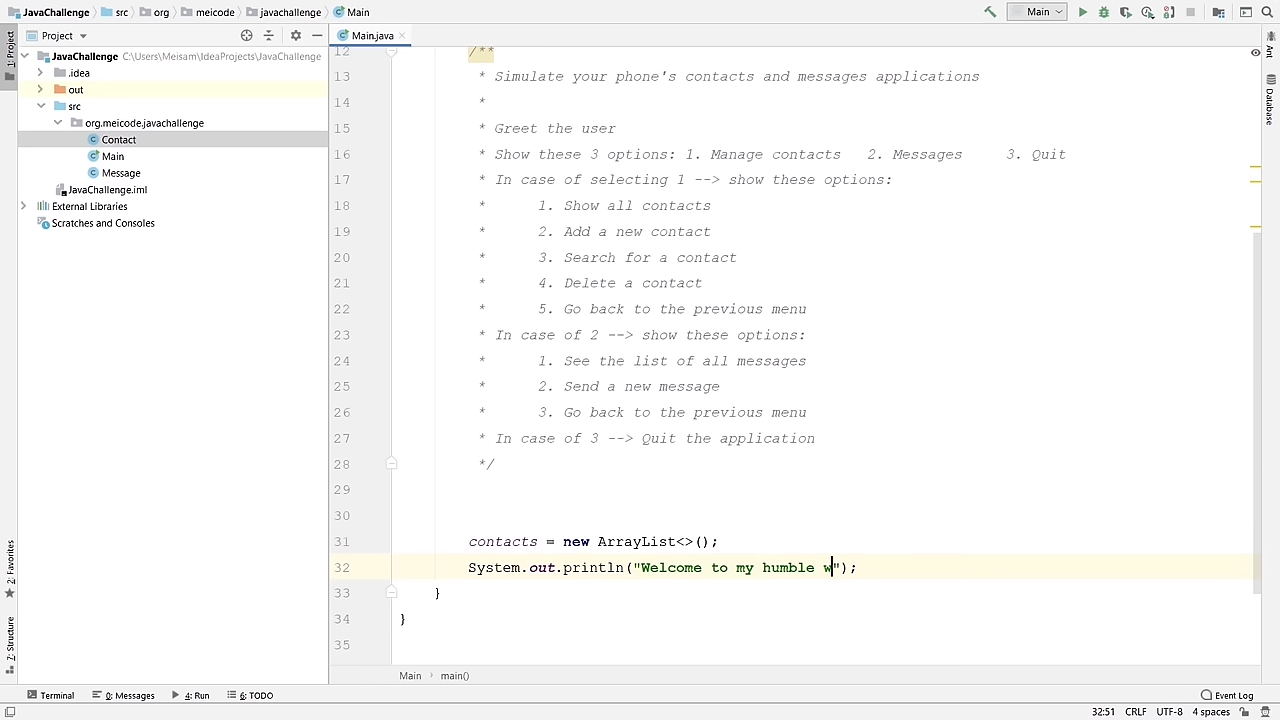 JavaChallenge › src › org › meicode › javachallenge › Main
Main
Project
Main.java
1: Project
JavaChallenge C:\Users\Meisam\IdeaProjects\JavaChallenge
.idea
out
src
org.meicode.javachallenge
Contact
Main
Message
JavaChallenge.iml
External Libraries
Scratches and Consoles
12 /**
13 * Simulate your phone's contacts and messages applications
14 *
15 * Greet the user
16 * Show these 3 options: 1. Manage contacts 2. Messages 3. Quit
17 * In case of selecting 1 --> show these options:
18 * 1. Show all contacts
19 * 2. Add a new contact
20 * 3. Search for a contact
21 * 4. Delete a contact
22 * 5. Go back to the previous menu
23 * In case of 2 --> show these options:
24 * 1. See the list of all messages
25 * 2. Send a new message
26 * 3. Go back to the previous menu
27 * In case of 3 --> Quit the application
28 */
29
30
31 contacts = new ArrayList<>();
32 System.out.println("Welcome to my humble w");
33 }
34 }
35
Ant
Database
2: Favorites
7: Structure
Main › main()
Terminal 0: Messages 4: Run 6: TODO Event Log
32:51 CRLF UTF-8 4 spaces